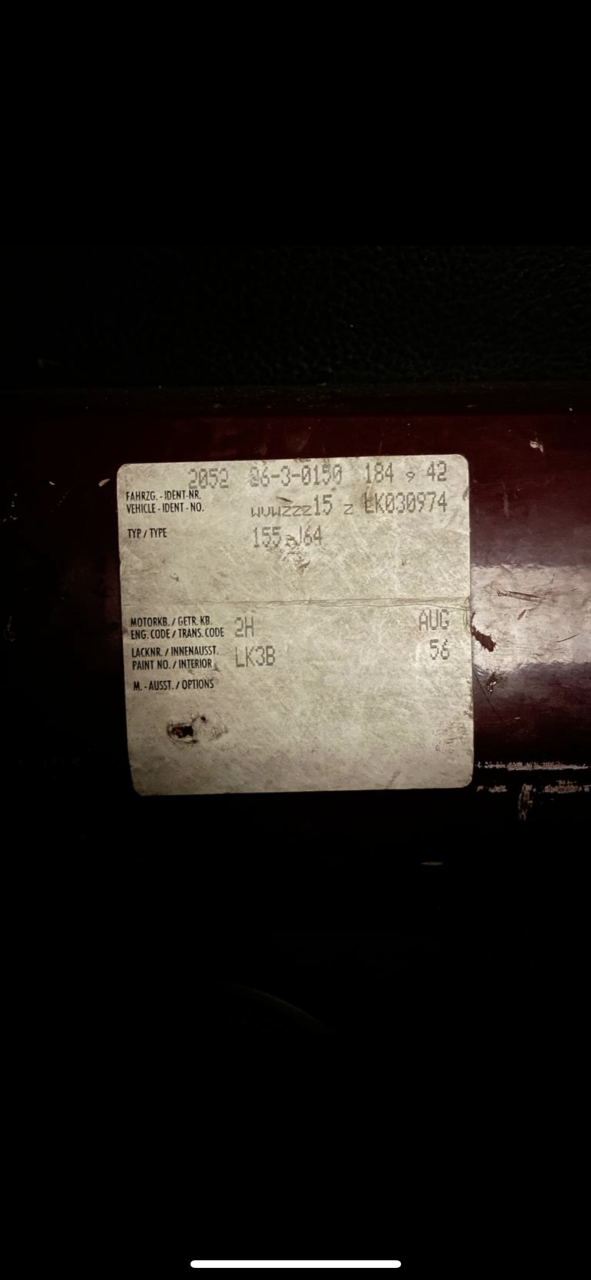 2052 26-3-0150 184 9 42
FAHRZG. - IDENT-NR.
VEHICLE - IDENT - NO. WVWZZZ15 Z LK030974
TYP / TYPE 155 J64
MOTORKB. / GETR. KB.
ENG. CODE / TRANS. CODE 2H AUG
LACKNR. / INNENAUSST.
PAINT NO. / INTERIOR LK3B 56
M. - AUSST. / OPTIONS